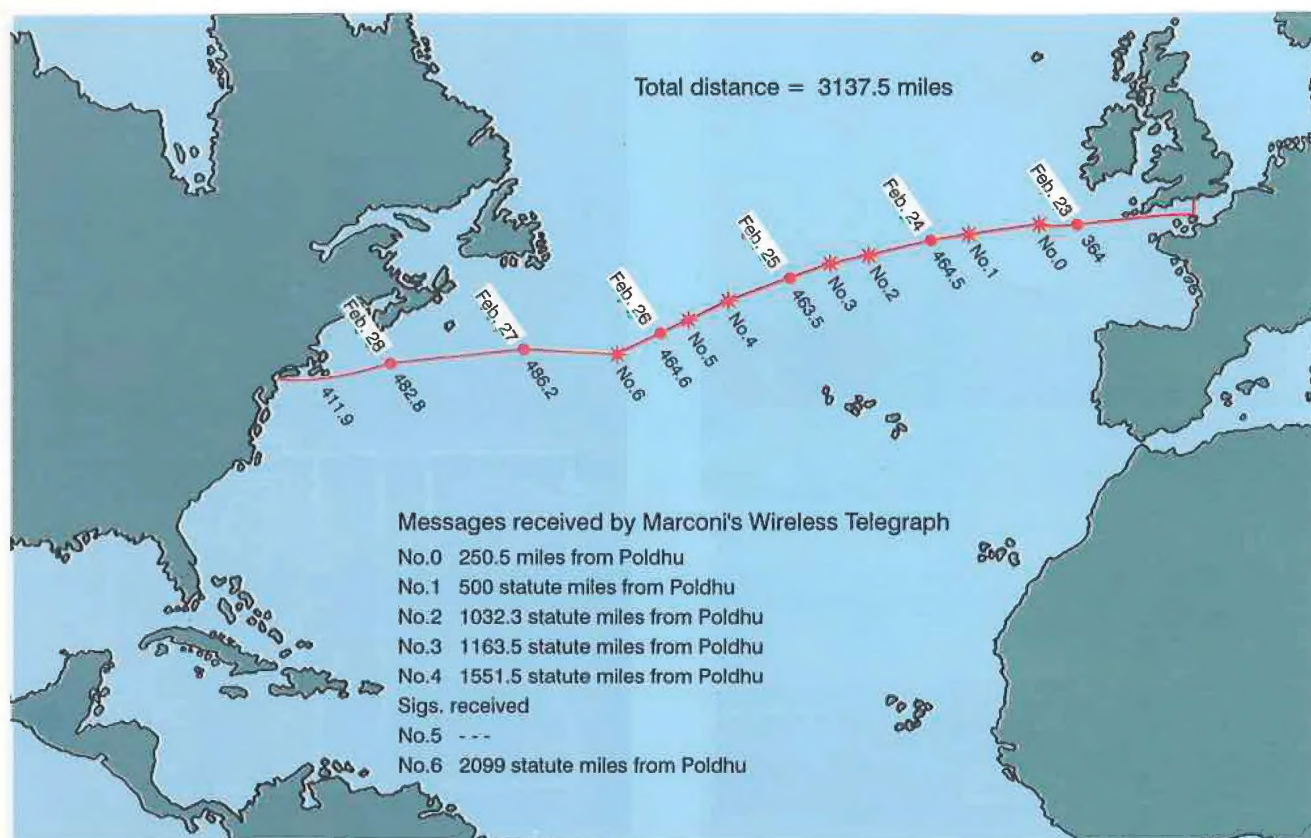 Total distance = 3137.5 miles
Feb. 23
Feb. 24
Feb. 25
Feb. 26
Feb. 27
Feb. 28
364
No.0
No.1
464.5
No.2
No.3
463.5
No.4
No.5
464.6
No.6
486.2
482.8
411.9
Messages received by Marconi's Wireless Telegraph
No.0 250.5 miles from Poldhu
No.1 500 statute miles from Poldhu
No.2 1032.3 statute miles from Poldhu
No.3 1163.5 statute miles from Poldhu
No.4 1551.5 statute miles from Poldhu
Sigs. received
No.5 - - -
No.6 2099 statute miles from Poldhu